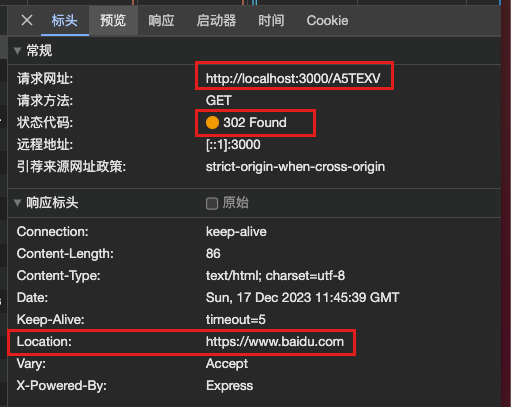 标头 预览 响应 启动器 时间 Cookie
常规
请求网址: http://localhost:3000/A5TEXV
请求方法: GET
状态代码: 302 Found
远程地址: [::1]:3000
引荐来源网址政策: strict-origin-when-cross-origin
响应标头 原始
Connection: keep-alive
Content-Length: 86
Content-Type: text/html; charset=utf-8
Date: Sun, 17 Dec 2023 11:45:39 GMT
Keep-Alive: timeout=5
Location: https://www.baidu.com
Vary: Accept
X-Powered-By: Express